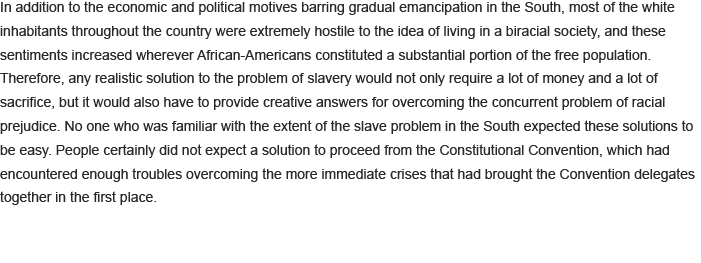 In addition to the economic and political motives barring gradual emancipation in the South, most of the white
inhabitants throughout the country were extremely hostile to the idea of living in a biracial society, and these
sentiments increased wherever African-Americans constituted a substantial portion of the free population.
Therefore, any realistic solution to the problem of slavery would not only require a lot of money and a lot of
sacrifice, but it would also have to provide creative answers for overcoming the concurrent problem of racial
prejudice. No one who was familiar with the extent of the slave problem in the South expected these solutions to
be easy. People certainly did not expect a solution to proceed from the Constitutional Convention, which had
encountered enough troubles overcoming the more immediate crises that had brought the Convention delegates
together in the first place.